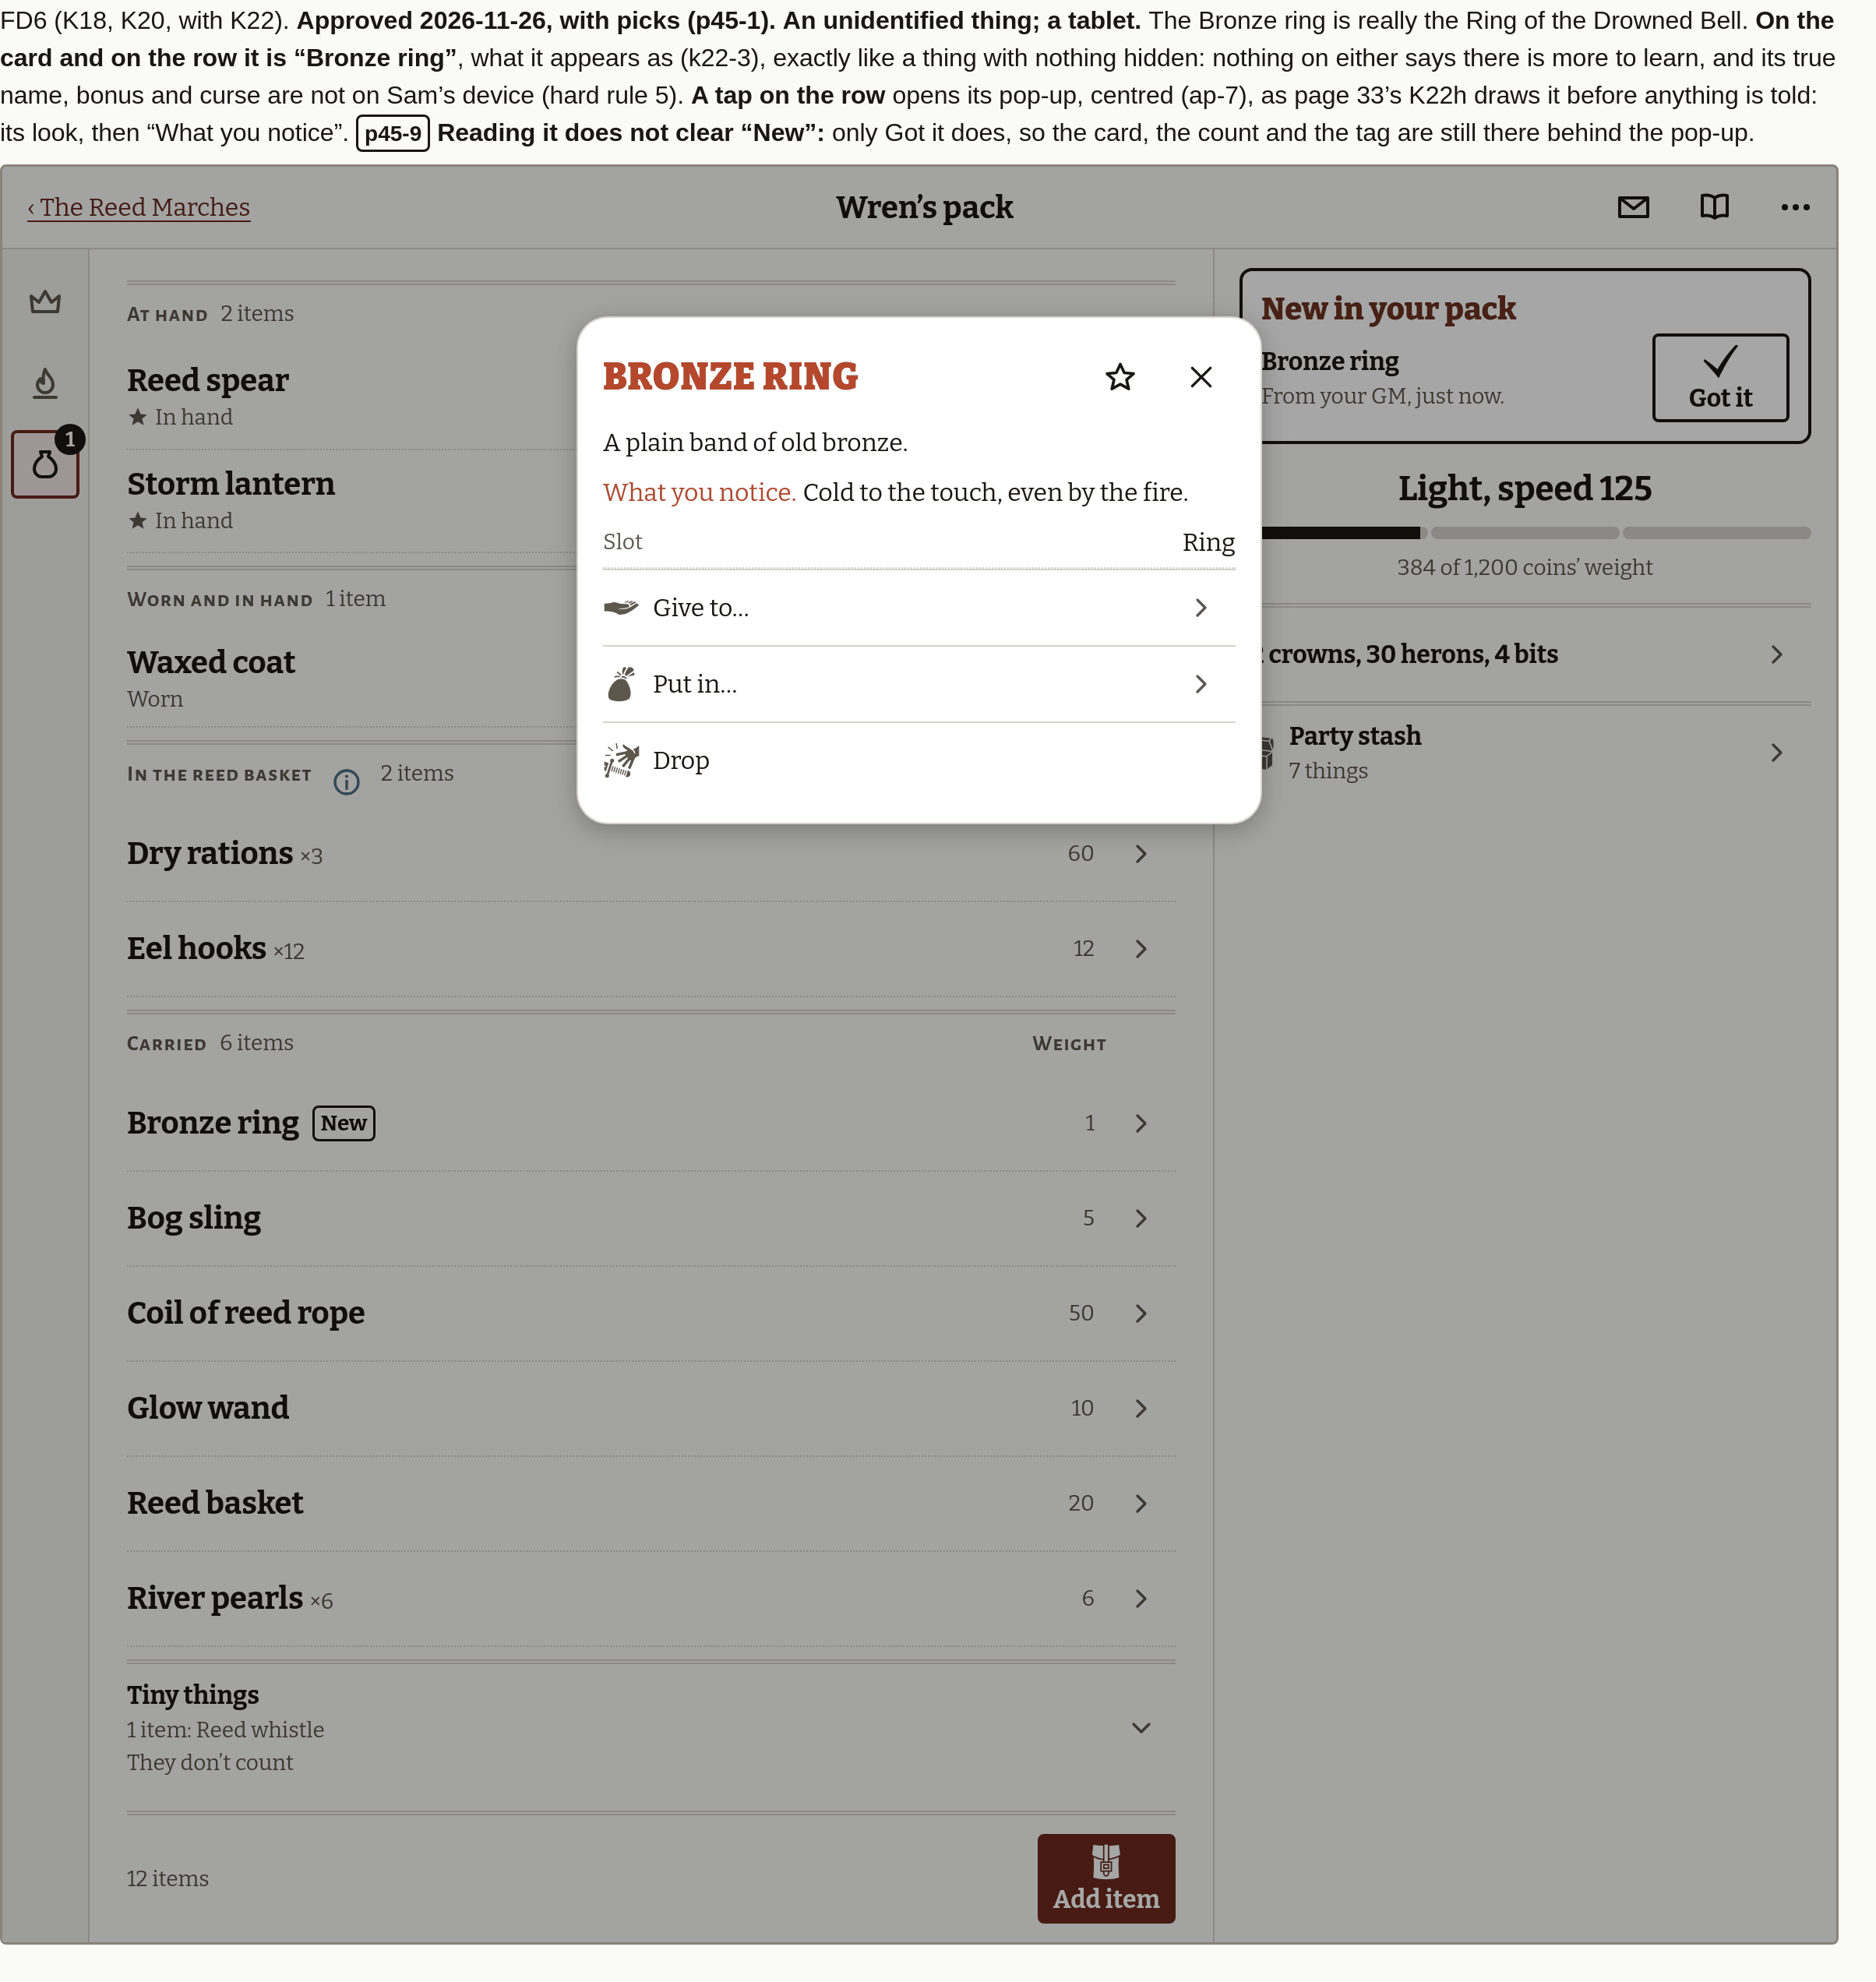 FD6 (K18, K20, with K22). Approved 2026-11-26, with picks (p45-1). An unidentified thing; a tablet. The Bronze ring is really the Ring of the Drowned Bell. On the
card and on the row it is “Bronze ring”, what it appears as (k22-3), exactly like a thing with nothing hidden: nothing on either says there is more to learn, and its true
name, bonus and curse are not on Sam’s device (hard rule 5). A tap on the row opens its pop-up, centred (ap-7), as page 33’s K22h draws it before anything is told:
its look, then “What you notice”. p45-9 Reading it does not clear “New”: only Got it does, so the card, the count and the tag are still there behind the pop-up.
‹ The Reed Marches
Wren’s pack
1
At hand 2 items
Reed spear
★ In hand
Storm lantern
★ In hand
Worn and in hand 1 item
Waxed coat
Worn
In the reed basket 2 items
Dry rations ×3 60
Eel hooks ×12 12
Carried 6 items Weight
Bronze ring New 1
Bog sling 5
Coil of reed rope 50
Glow wand 10
Reed basket 20
River pearls ×6 6
Tiny things
1 item: Reed whistle
They don’t count
12 items
Add item
BRONZE RING
A plain band of old bronze.
What you notice. Cold to the touch, even by the fire.
Slot Ring
Give to…
Put in…
Drop
New in your pack
Bronze ring
From your GM, just now.
Got it
Light, speed 125
384 of 1,200 coins’ weight
crowns, 30 herons, 4 bits
Party stash
7 things